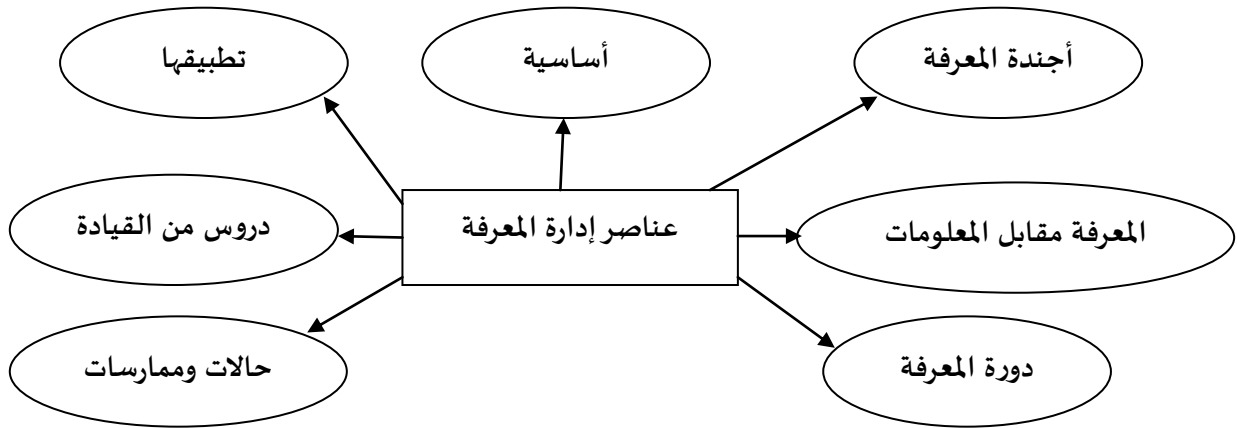 أجندة المعرفة
أساسية
تطبيقها
المعرفة مقابل المعلومات
عناصر إدارة المعرفة
دروس من القيادة
دورة المعرفة
حالات وممارسات